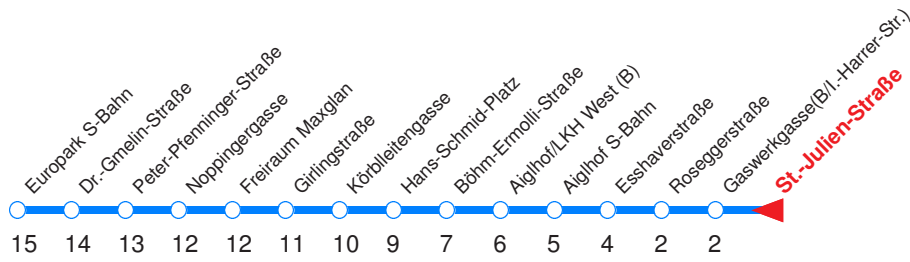 Europark S-Bahn
Dr.-Gmelin-Straße
Peter-Pfenninger-Straße
Noppingergasse
Freiraum Maxglan
Girlingstraße
Körblleitengasse
Hans-Schmid-Platz
Böhm-Ermolli-Straße
Aiglhof/LKH West (B)
Aiglhof S-Bahn
Esshaverstraße
Roseggerstraße
Gaswerkgasse(B/I.-Harrer-Str.)
St.-Julien-Straße
15 14 13 12 12 11 10 9 7 6 5 4 2 2